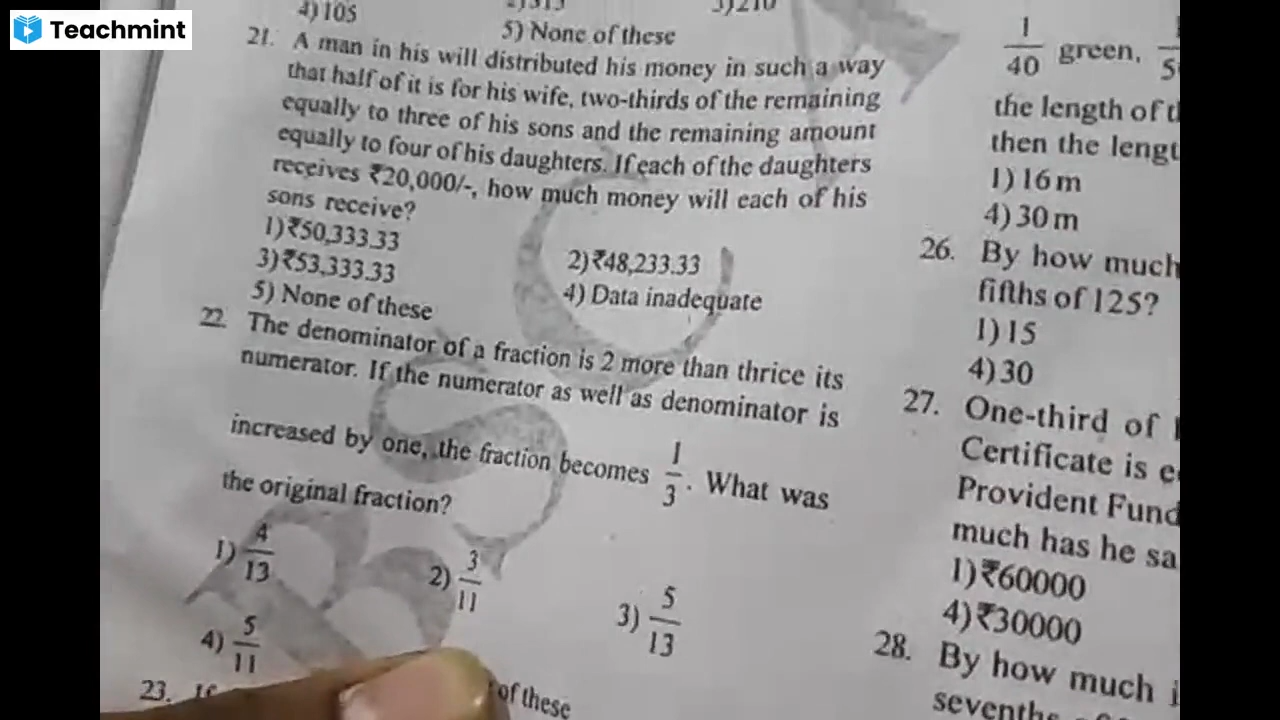 Teachmint
4) 105
5) None of these
21. A man in his will distributed his money in such a way
that half of it is for his wife, two-thirds of the remaining
equally to three of his sons and the remaining amount
equally to four of his daughters. If each of the daughters
receives ₹20,000/-, how much money will each of his
sons receive?
1) ₹50,333.33
2) ₹48,233.33
3) ₹53,333.33
4) Data inadequate
5) None of these
22. The denominator of a fraction is 2 more than thrice its
numerator. If the numerator as well as denominator is
increased by one, the fraction becomes 1/3. What was
the original fraction?
1) 4/13
2) 3/11
3) 5/13
4) 5/11
of these
23.
1/40 green,
the length of
then the
1) 16 m
4) 30 m
26. By how much
fifths of 125?
1) 15
4) 30
27. One-third of
Certificate is
Provident Fund
much has he
1) ₹60000
4) ₹30000
28. By how much